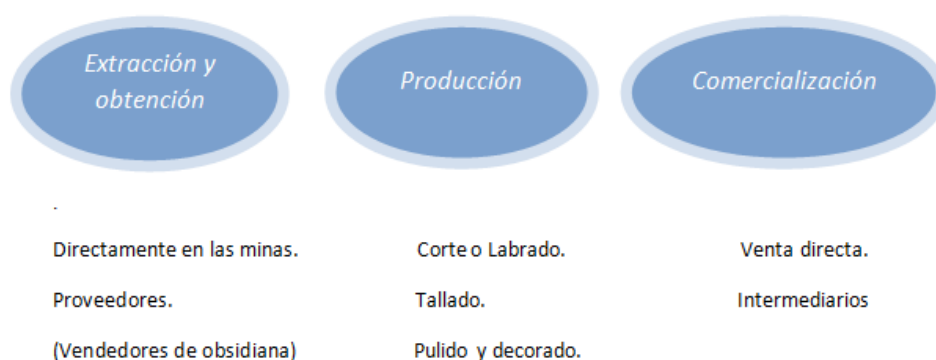 Extracción y
obtención
Producción
Comercialización
.
Directamente en las minas.
Corte o Labrado.
Venta directa.
Proveedores.
Tallado.
Intermediarios
(Vendedores de obsidiana)
Pulido y decorado.